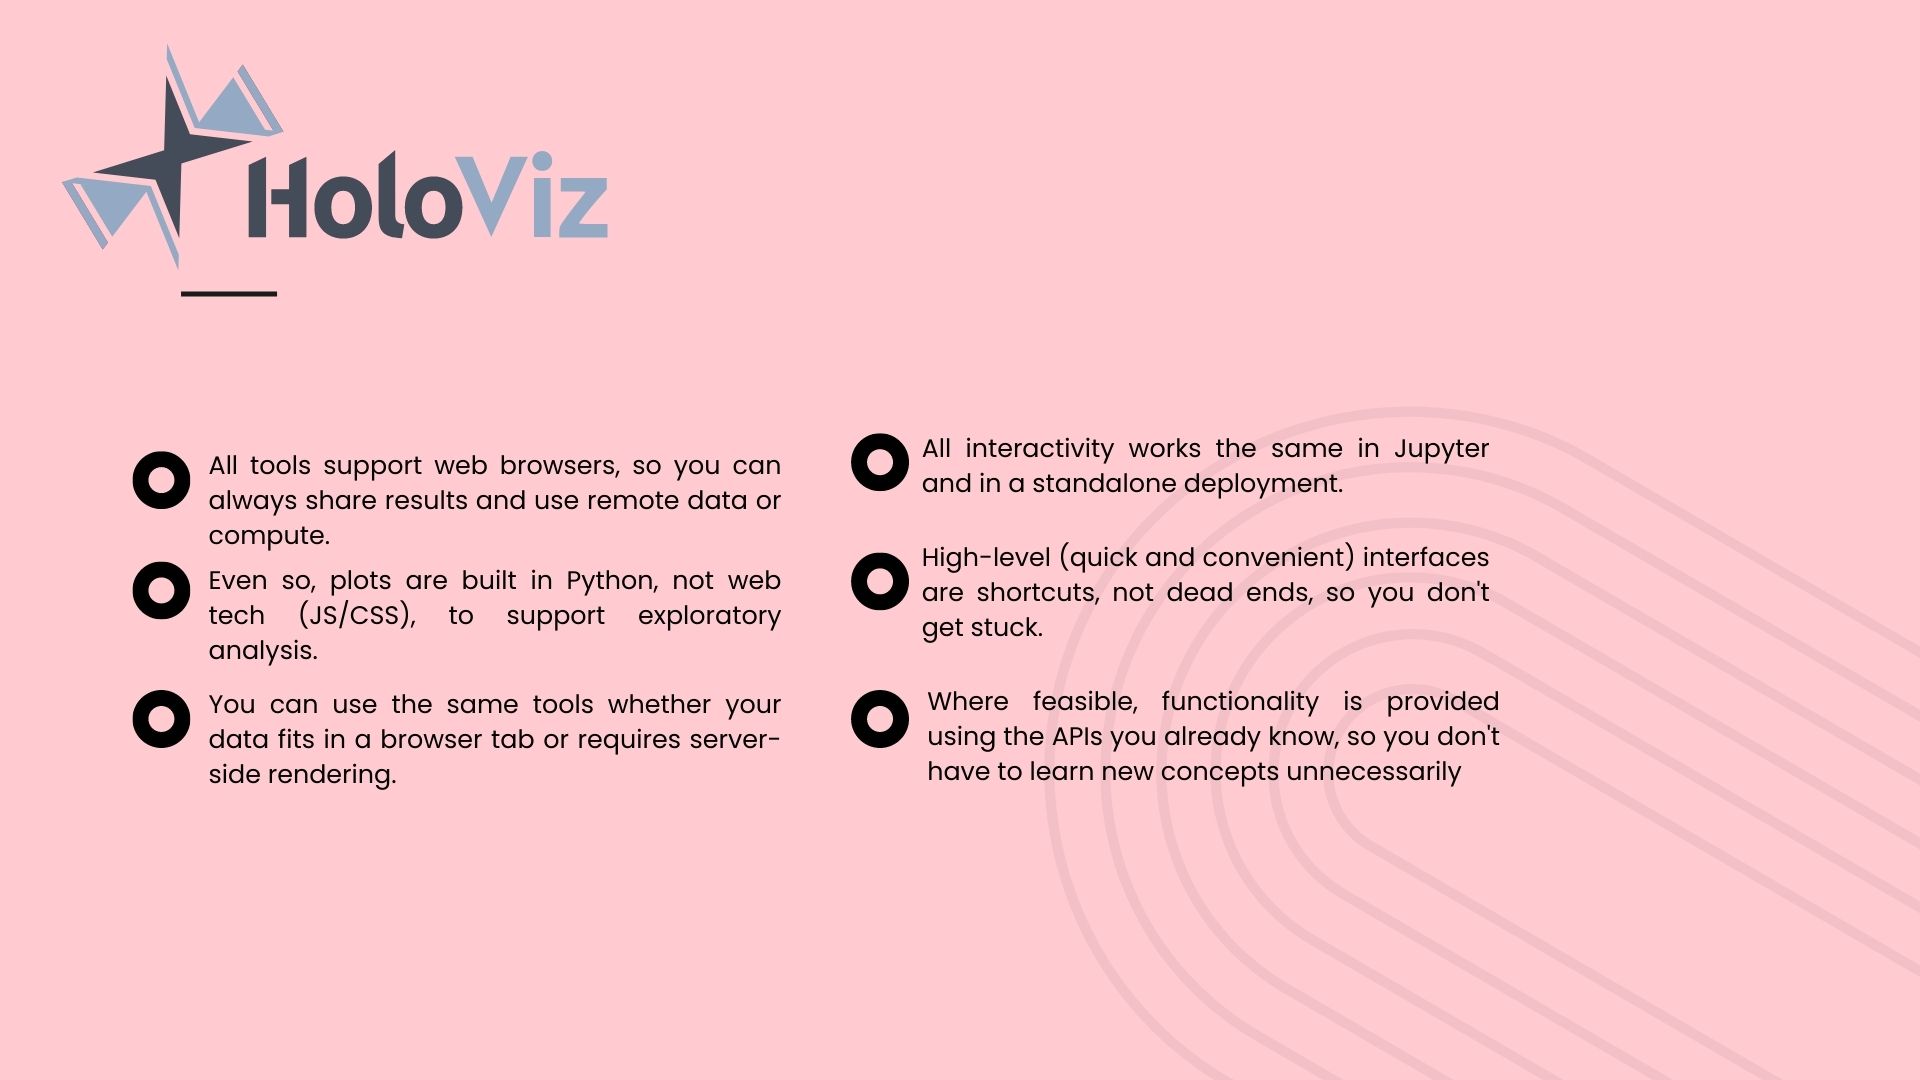 HoloViz
All tools support web browsers, so you can
always share results and use remote data or
compute.
Even so, plots are built in Python, not web
tech (JS/CSS), to support exploratory
analysis.
You can use the same tools whether your
data fits in a browser tab or requires server-
side rendering.
All interactivity works the same in Jupyter
and in a standalone deployment.
High-level (quick and convenient) interfaces
are shortcuts, not dead ends, so you don't
get stuck.
Where feasible, functionality is provided
using the APIs you already know, so you don't
have to learn new concepts unnecessarily